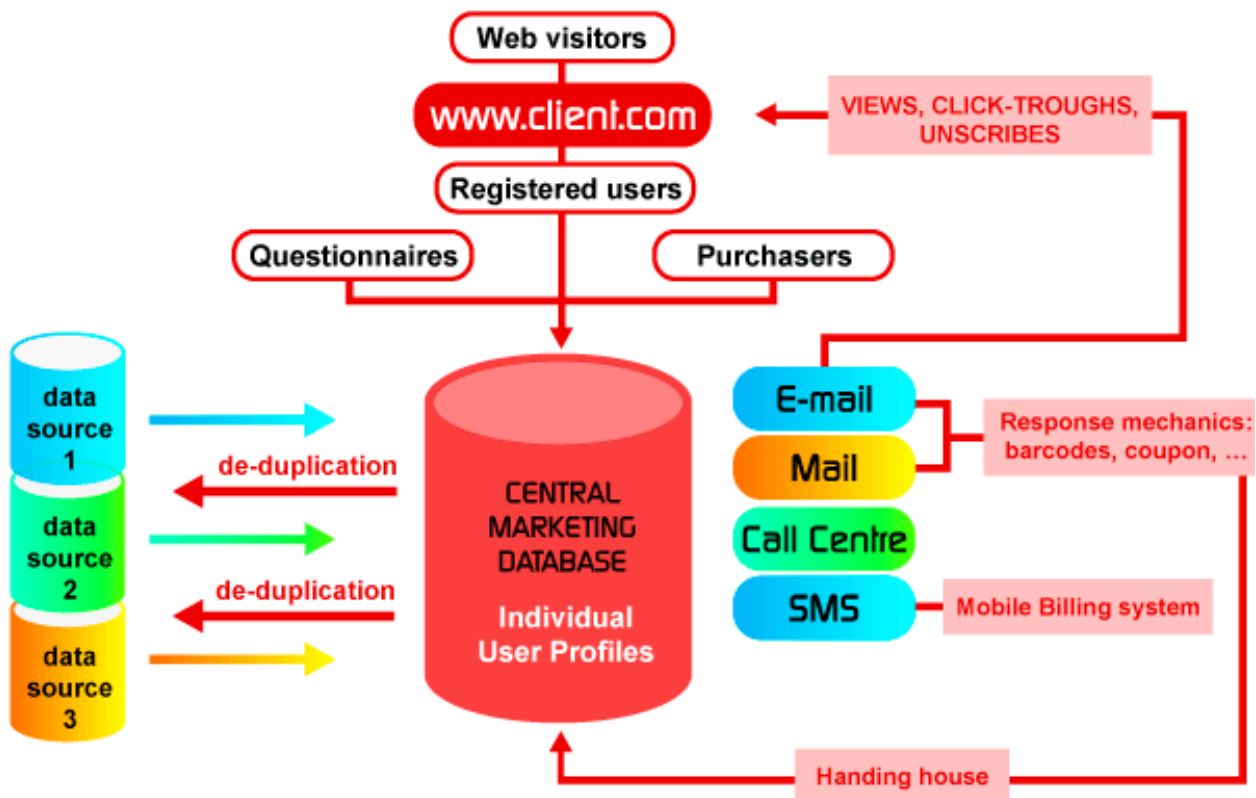 Web visitors
www.client.com
VIEWS, CLICK-TROUGHS,
UNSCRIBES
Registered users
Questionnaires
Purchasers
data
source
1
de-duplication
data
source
2
de-duplication
data
source
3
CENTRAL
MARKETING
DATABASE
Individual
User Profiles
E-mail
Mail
Call Centre
SMS
Response mechanics:
barcodes, coupon, ...
Mobile Billing system
Handing house